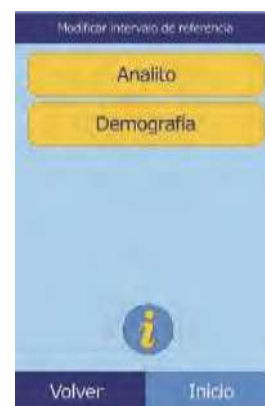 Modificar intervalo de referencia
Analito
Demografía
i
Volver Inicio